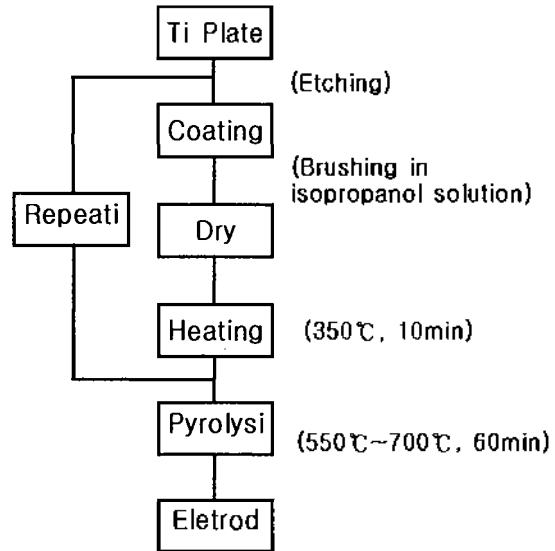 Ti Plate
(Etching)
Coating
(Brushing in
isopropanol solution)
Repeati
Dry
Heating
(350℃, 10min)
Pyrolysi
(550℃~700℃, 60min)
Eletrod